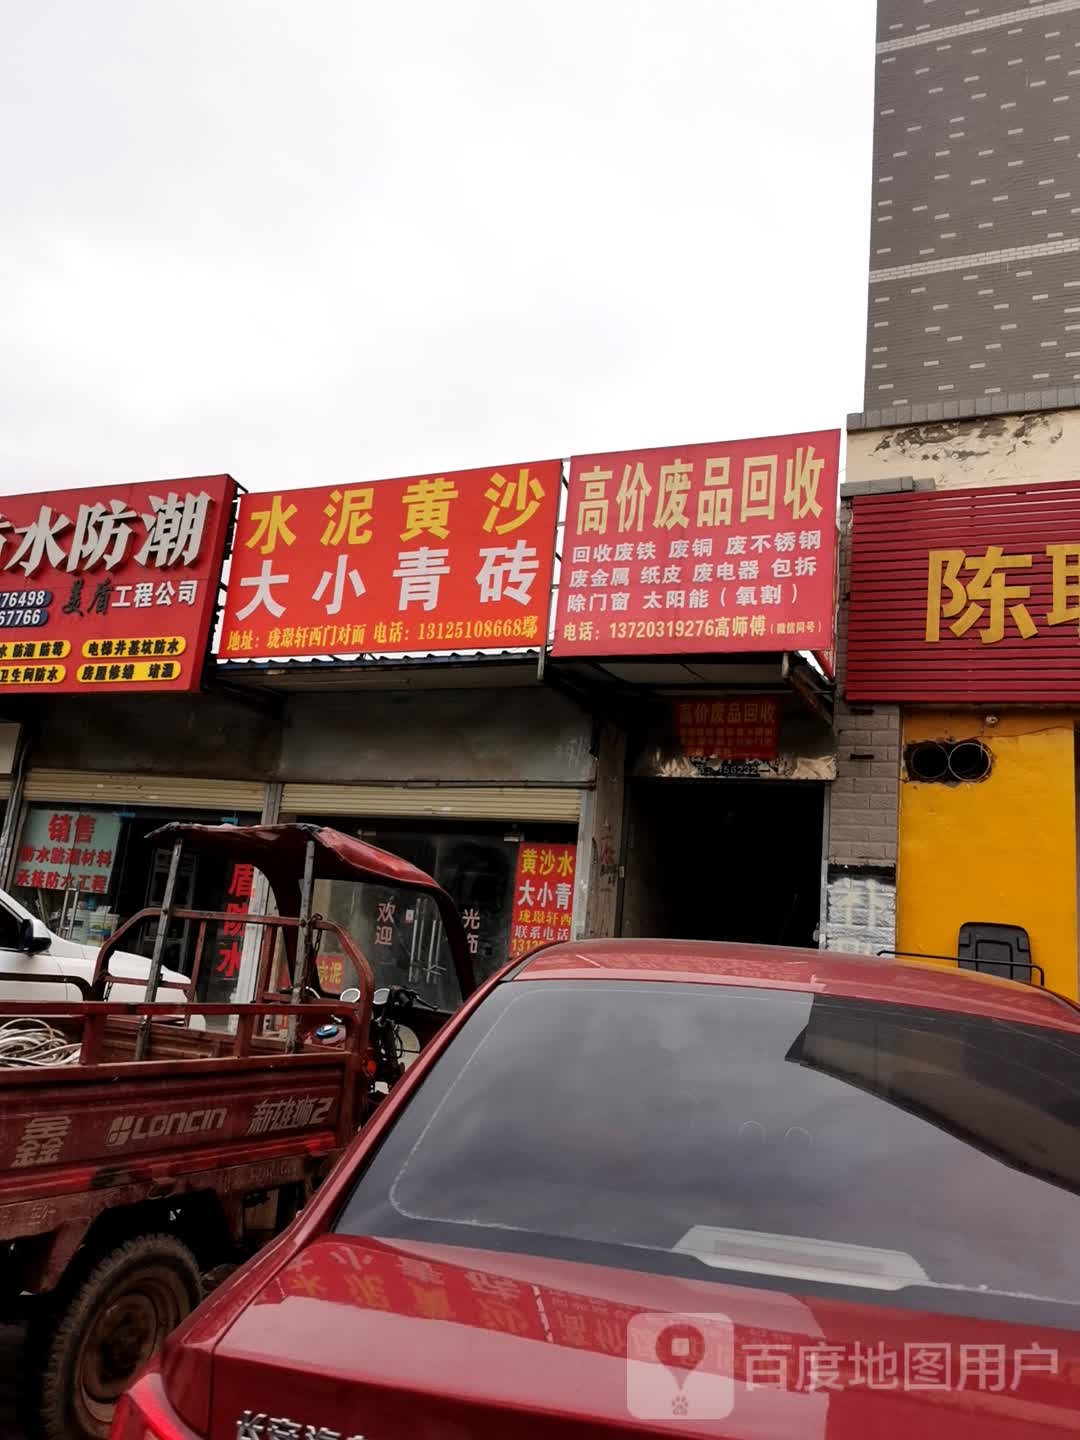 水防潮
美盾工程公司
76498
67766
防潮 防霉
电梯井基坑防水
卫生间防水
房屋修缮 堵漏
水泥黄沙
大小青砖
地址：珑璟轩西门对面 电话：13125108668鄢
高价废品回收
回收废铁 废铜 废不锈钢
废金属 纸皮 废电器 包拆
除门窗 太阳能（氧割）
电话：13720319276高师傅（微信同号）
陈
高价废品回收
销售
防水防潮材料
承接防水工程
盾防水
欢迎
光
黄沙水
大小青
珑璟轩西
联系电话
鑫
LONCIN
新雄狮2
长安汽
百度地图用户